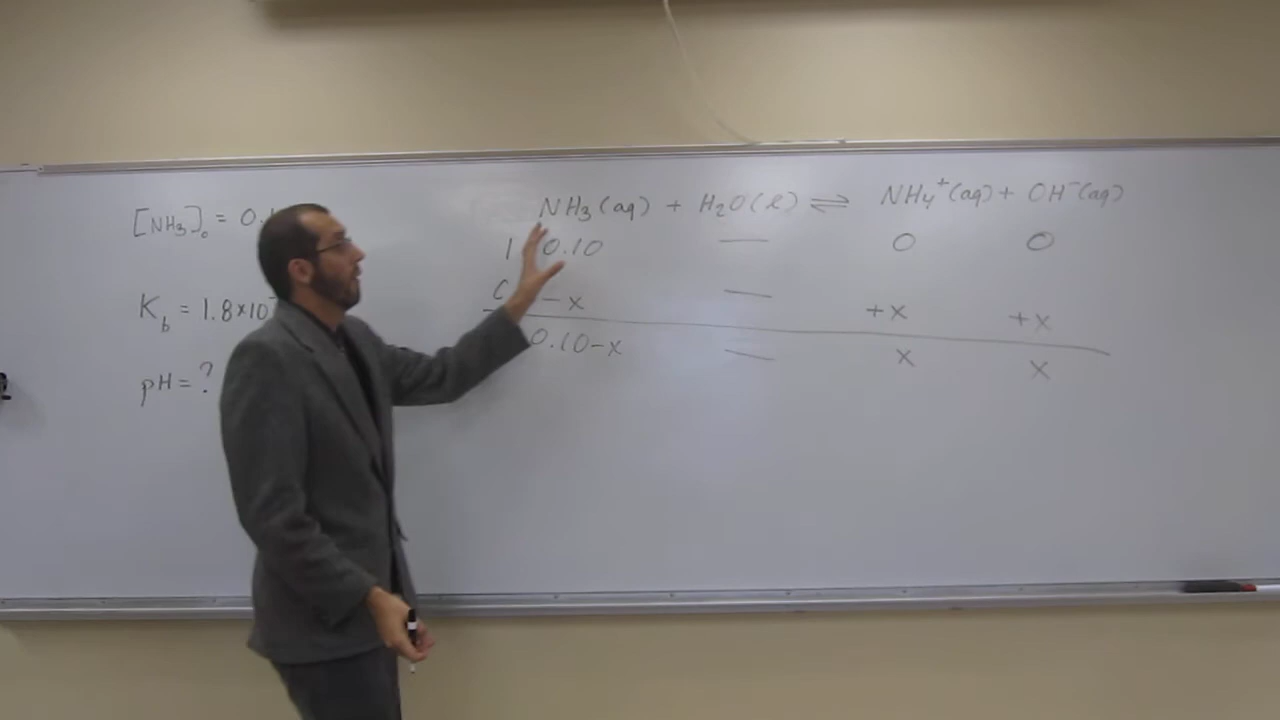 [NH₃]₀ = 0.1
K_b = 1.8×10
pH = ?
NH₃(aq) + H₂O(ℓ) ⇌ NH₄⁺(aq) + OH⁻(aq)
I 0.10 — 0 0
C -x — +x +x
0.10-x — x x